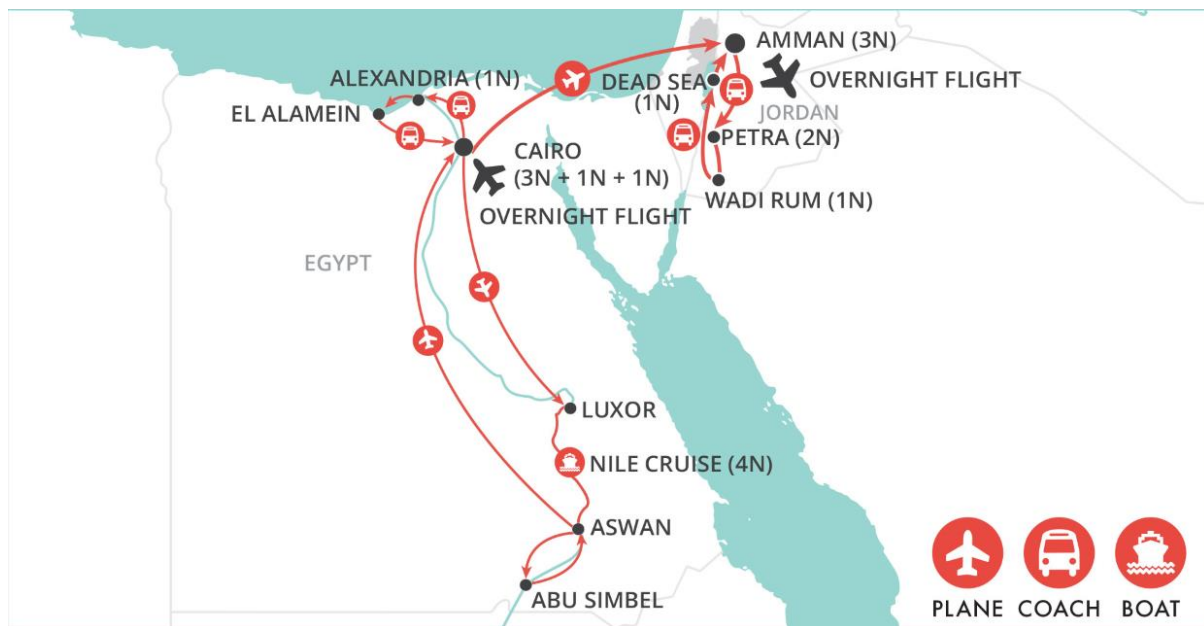 AMMAN (3N)
OVERNIGHT FLIGHT
ALEXANDRIA (1N)
DEAD SEA
(1N)
EL ALAMEIN
JORDAN
PETRA (2N)
CAIRO
(3N + 1N + 1N)
WADI RUM (1N)
OVERNIGHT FLIGHT
EGYPT
LUXOR
NILE CRUISE (4N)
ASWAN
ABU SIMBEL
PLANE COACH BOAT